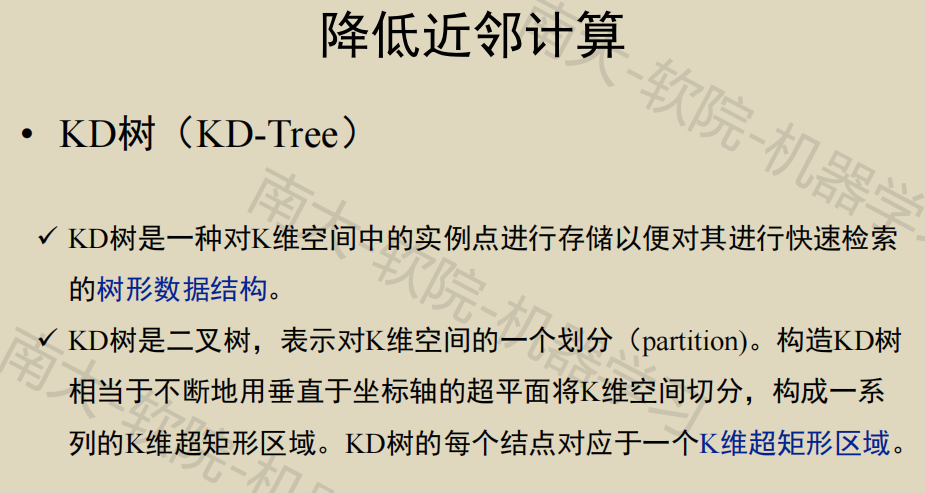 降低近邻计算
• KD树（KD-Tree）
✓ KD树是一种对K维空间中的实例点进行存储以便对其进行快速检索
的树形数据结构。
✓ KD树是二叉树，表示对K维空间的一个划分（partition)。构造KD树
相当于不断地用垂直于坐标轴的超平面将K维空间切分，构成一系
列的K维超矩形区域。KD树的每个结点对应于一个K维超矩形区域。
南大-软院-机器学
南大-软院-机器学习
南大-软院-机